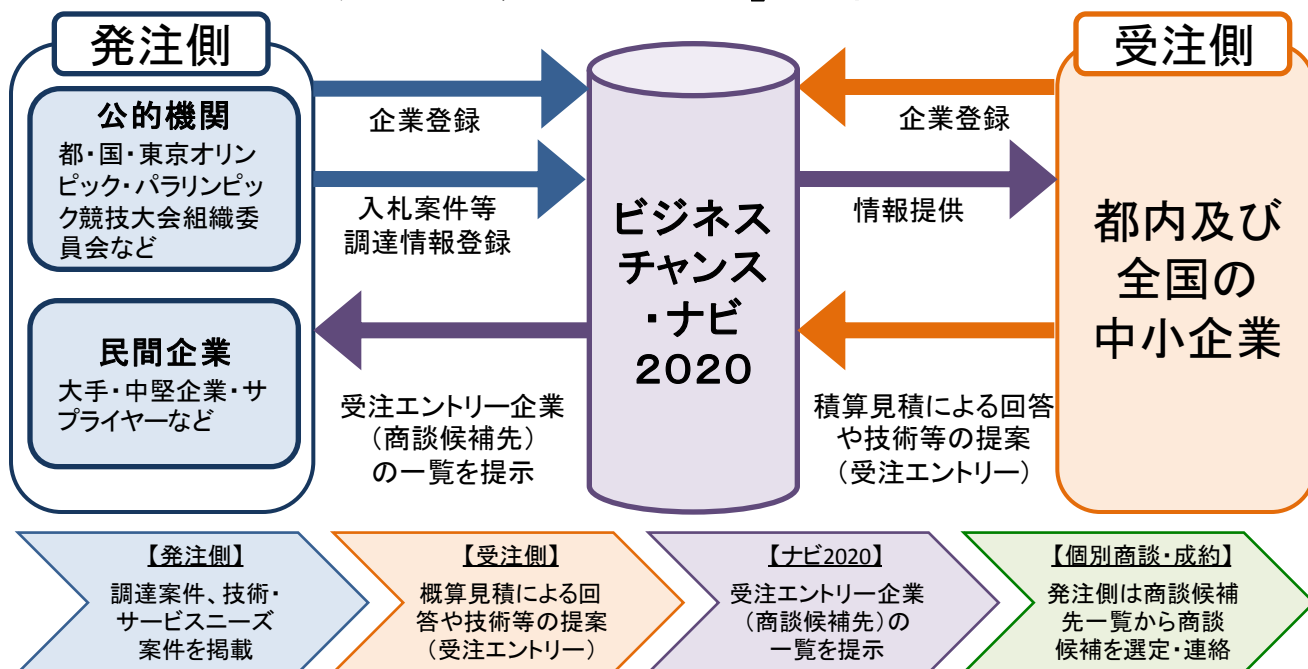 発注側
公的機関
都・国・東京オリン
ピック・パラリンピッ
ク競技大会組織委
員会など
民間企業
大手・中堅企業・サ
プライヤーなど
企業登録
入札案件等
調達情報登録
受注エントリー企業
（商談候補先）
の一覧を提示
ビジネス
チャンス
・ナビ
２０２０
企業登録
情報提供
積算見積による回答
や技術等の提案
（受注エントリー）
受注側
都内及び
全国の
中小企業
【発注側】
調達案件、技術・
サービスニーズ
案件を掲載
【受注側】
概算見積による回
答や技術等の提案
（受注エントリー）
【ナビ2020】
受注エントリー企業
（商談候補先）の
一覧を提示
【個別商談・成約】
発注側は商談候補
先一覧から商談
候補を選定・連絡